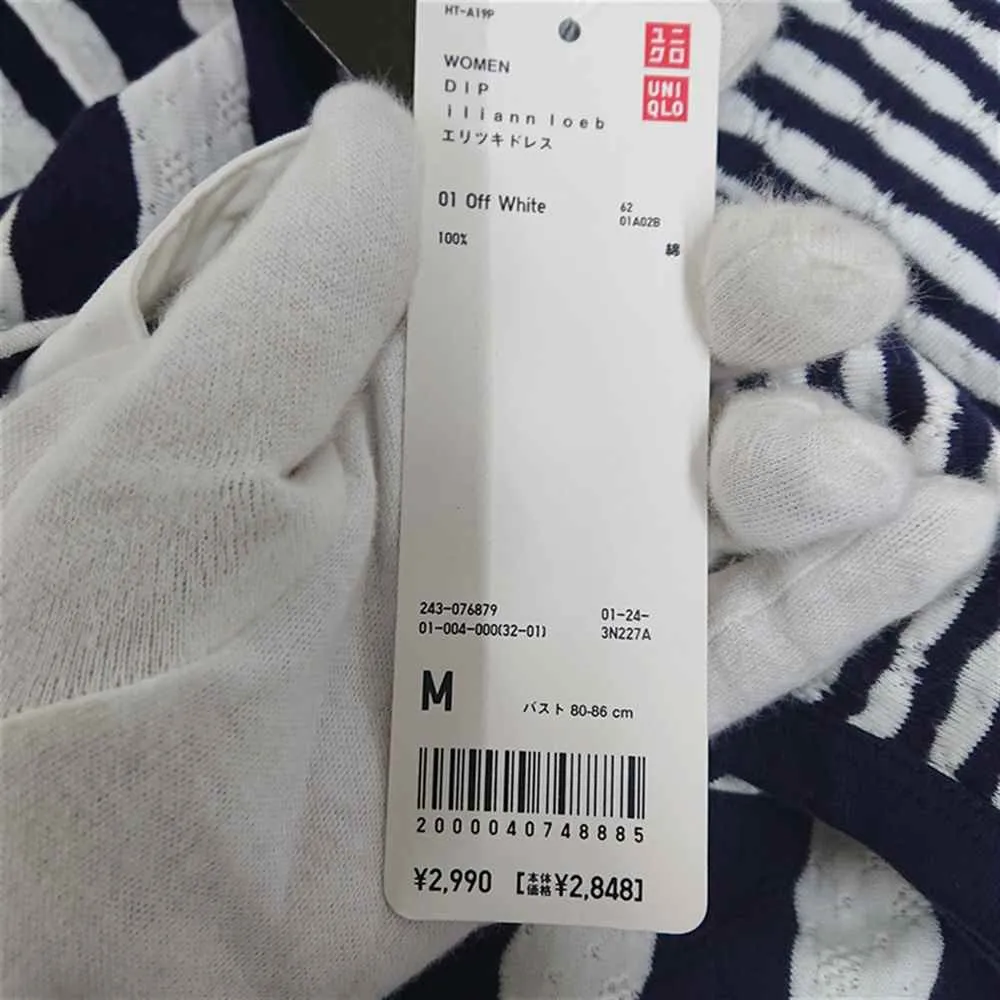 HT-A19P
ユニ
クロ
UNI
QLO
WOMEN
DIP
iliann loeb
エリツキドレス
01 Off White
62
01A02B
100%
綿
243-076879
01-24-
01-004-000(32-01)
3N227A
M
バスト 80-86 cm
2000040748885
¥2,990 [本体価格¥2,848]